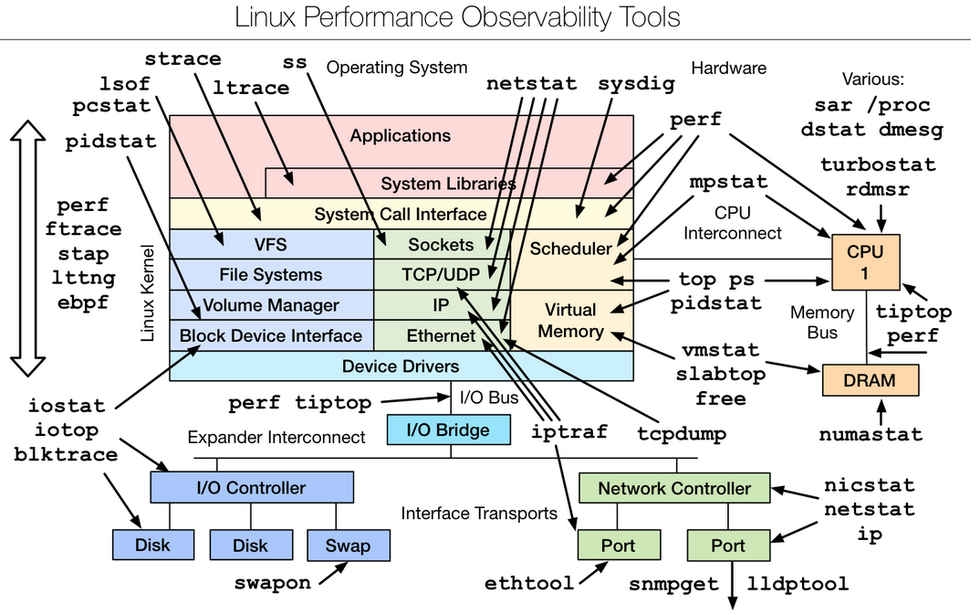 Linux Performance Observability Tools
strace
ss
Operating System
Hardware
Various:
lsof
pcstat
ltrace
netstat
sysdig
sar /proc
dstat dmesg
perf
pidstat
Applications
turbostat
rdmsr
System Libraries
mpstat
System Call Interface
CPU
Interconnect
perf
ftrace
stap
lttng
ebpf
Linux Kernel
VFS
Sockets
Scheduler
CPU
1
File Systems
TCP/UDP
top ps
pidstat
Volume Manager
IP
Virtual
Memory
Memory
Bus
tiptop
perf
Block Device Interface
Ethernet
vmstat
slabtop
free
Device Drivers
DRAM
iostat
iotop
blktrace
perf tiptop
I/O Bus
I/O Bridge
iptraf
tcpdump
numastat
Expander Interconnect
I/O Controller
Network Controller
nicstat
netstat
ip
Interface Transports
Disk
Disk
Swap
Port
Port
swapon
ethtool
snmpget
lldptool